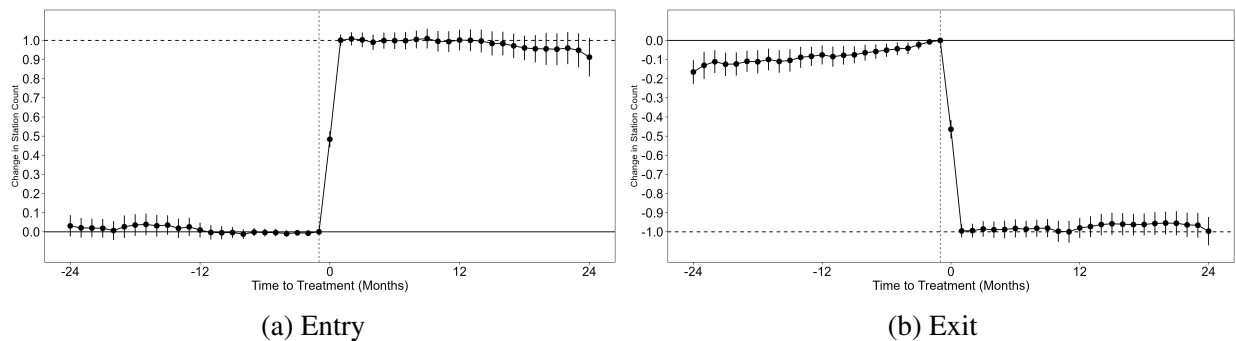 Change in Station Count
1.0
0.9
0.8
0.7
0.6
0.5
0.4
0.3
0.2
0.1
0.0
-24 -12 0 12 24
Time to Treatment (Months)
(a) Entry
Change in Station Count
0.0
-0.1
-0.2
-0.3
-0.4
-0.5
-0.6
-0.7
-0.8
-0.9
-1.0
-24 -12 0 12 24
Time to Treatment (Months)
(b) Exit